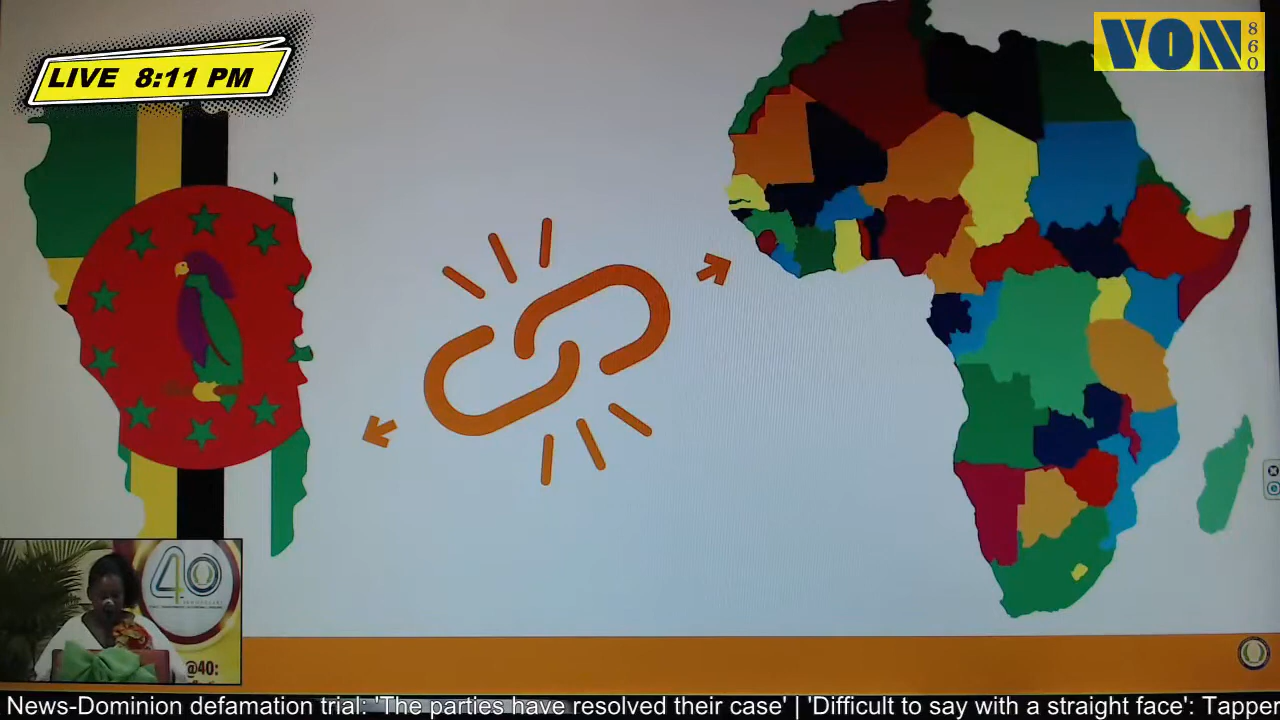 LIVE 8:11 PM
VON
860
40
@40:
News-Dominion defamation trial: 'The parties have resolved their case' | 'Difficult to say with a straight face': Tapper